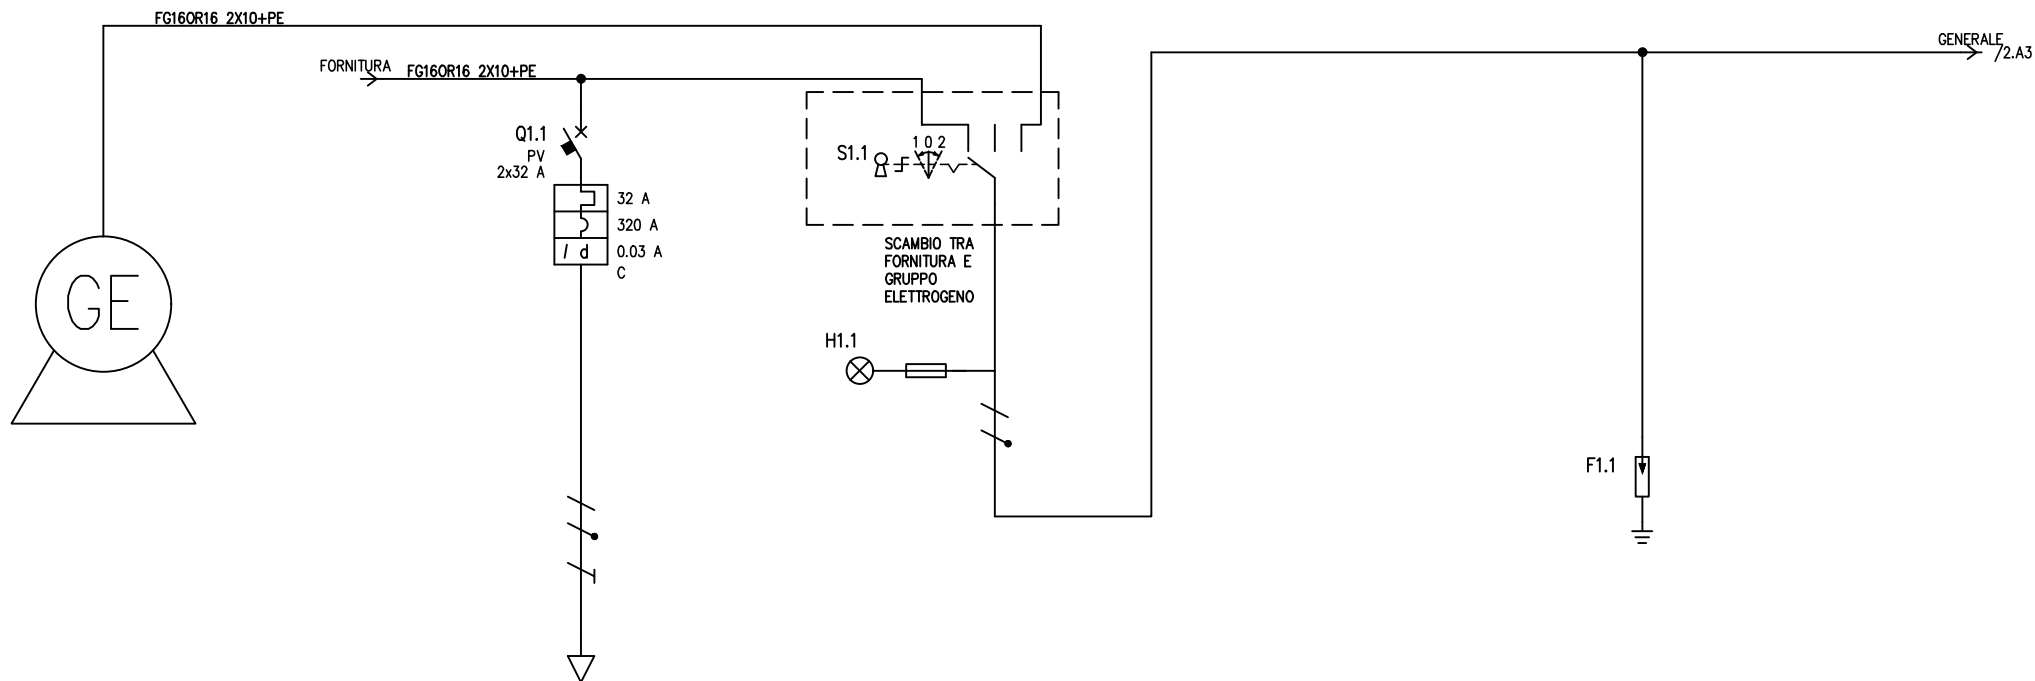 FG16OR16 2X10+PE
FORNITURA
FG16OR16 2X10+PE
GENERALE
/2.A3
Q1.1
PV
2x32 A
32 A
320 A
I d
0.03 A
C
1 0 2
S1.1
SCAMBIO TRA
FORNITURA E
GRUPPO
ELETTROGENO
GE
H1.1
F1.1